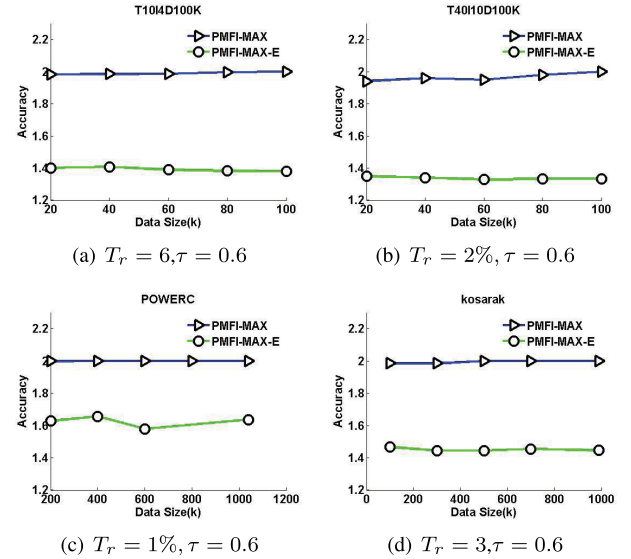 T10I4D100K
PMFI-MAX
PMFI-MAX-E
Accuracy
2.2
2
1.8
1.6
1.4
1.2
20 40 60 80 100
Data Size(k)
(a) Tr = 6,τ = 0.6
T40I10D100K
PMFI-MAX
PMFI-MAX-E
Accuracy
2.2
2
1.8
1.6
1.4
1.2
20 40 60 80 100
Data Size(k)
(b) Tr = 2%, τ = 0.6
POWERC
PMFI-MAX
PMFI-MAX-E
Accuracy
2.2
2
1.8
1.6
1.4
1.2
200 400 600 800 1000 1200
Data Size(k)
(c) Tr = 1%, τ = 0.6
kosarak
PMFI-MAX
PMFI-MAX-E
Accuracy
2.2
2
1.8
1.6
1.4
1.2
0 200 400 600 800 1000
Data Size(k)
(d) Tr = 3,τ = 0.6